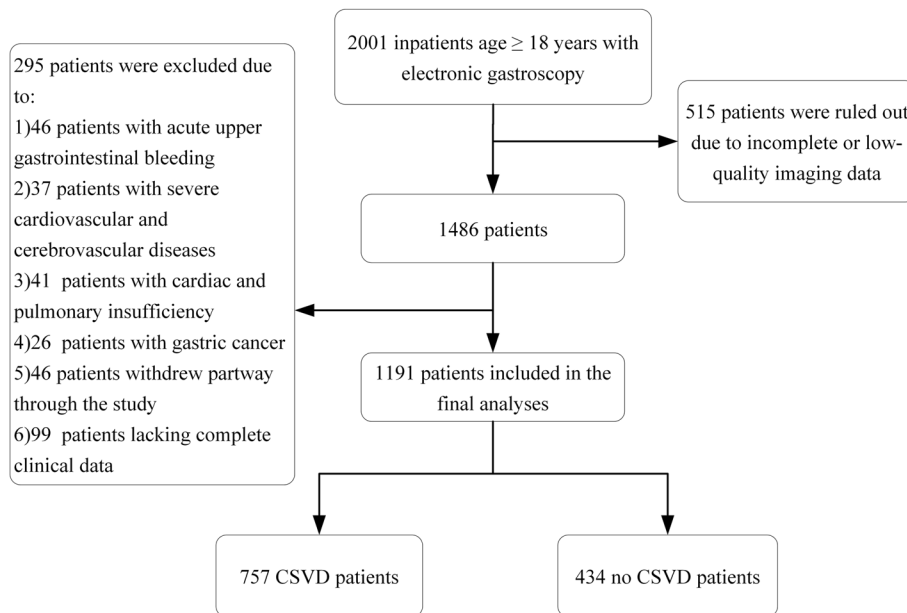 2001 inpatients age ≥ 18 years with
electronic gastroscopy
295 patients were excluded due
to:
1)46 patients with acute upper
gastrointestinal bleeding
2)37 patients with severe
cardiovascular and
cerebrovascular diseases
3)41 patients with cardiac and
pulmonary insufficiency
4)26 patients with gastric cancer
5)46 patients withdrew partway
through the study
6)99 patients lacking complete
clinical data
515 patients were ruled out
due to incomplete or low-
quality imaging data
1486 patients
1191 patients included in the
final analyses
757 CSVD patients
434 no CSVD patients